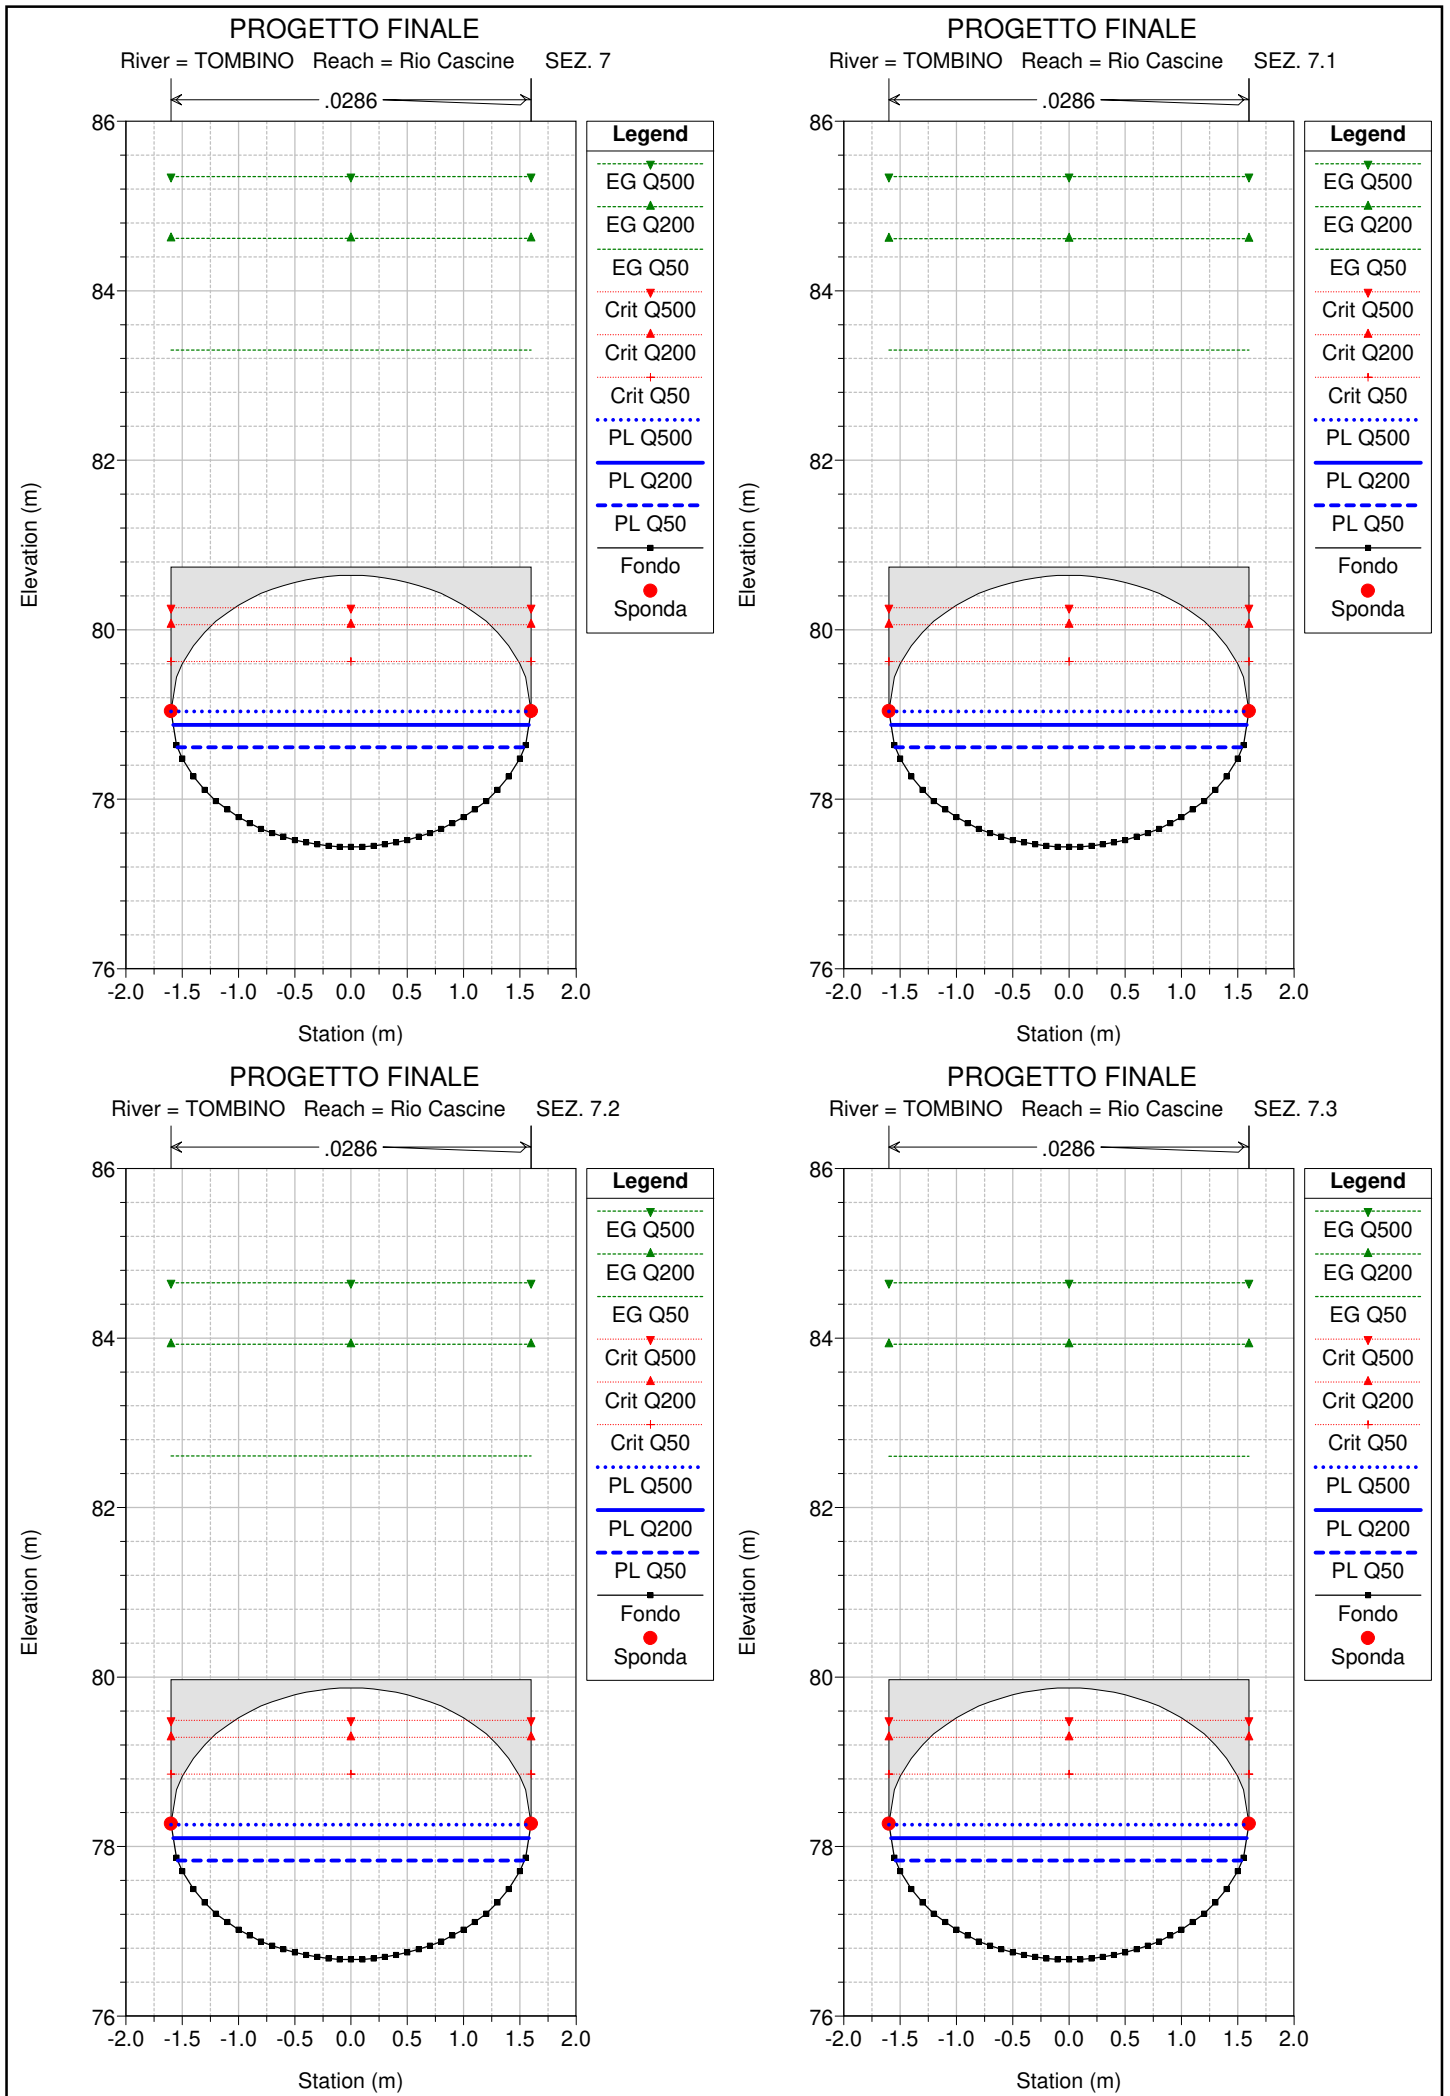 PROGETTO FINALE
River = TOMBINO Reach = Rio Cascine SEZ. 7
.0286
86
84
82
80
78
76
Elevation (m)
-2.0 -1.5 -1.0 -0.5 0.0 0.5 1.0 1.5 2.0
Station (m)
Legend
EG Q500
EG Q200
EG Q50
Crit Q500
Crit Q200
Crit Q50
PL Q500
PL Q200
PL Q50
Fondo
Sponda
PROGETTO FINALE
River = TOMBINO Reach = Rio Cascine SEZ. 7.1
.0286
86
84
82
80
78
76
Elevation (m)
-2.0 -1.5 -1.0 -0.5 0.0 0.5 1.0 1.5 2.0
Station (m)
Legend
EG Q500
EG Q200
EG Q50
Crit Q500
Crit Q200
Crit Q50
PL Q500
PL Q200
PL Q50
Fondo
Sponda
PROGETTO FINALE
River = TOMBINO Reach = Rio Cascine SEZ. 7.2
.0286
86
84
82
80
78
76
Elevation (m)
-2.0 -1.5 -1.0 -0.5 0.0 0.5 1.0 1.5 2.0
Station (m)
Legend
EG Q500
EG Q200
EG Q50
Crit Q500
Crit Q200
Crit Q50
PL Q500
PL Q200
PL Q50
Fondo
Sponda
PROGETTO FINALE
River = TOMBINO Reach = Rio Cascine SEZ. 7.3
.0286
86
84
82
80
78
76
Elevation (m)
-2.0 -1.5 -1.0 -0.5 0.0 0.5 1.0 1.5 2.0
Station (m)
Legend
EG Q500
EG Q200
EG Q50
Crit Q500
Crit Q200
Crit Q50
PL Q500
PL Q200
PL Q50
Fondo
Sponda